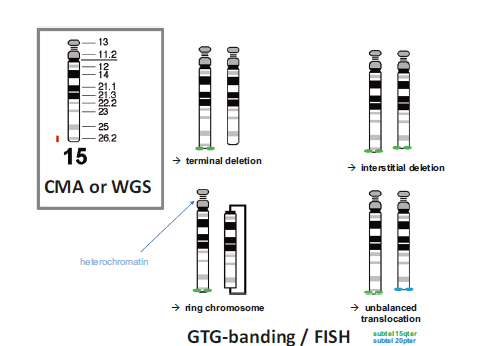 13
11.2
12
14
21.1
21.3
22.2
23
25
26.2
15
CMA or WGS
→ terminal deletion
→ interstitial deletion
heterochromatin
→ ring chromosome
→ unbalanced
translocation
GTG-banding / FISH
subtel 15qter
subtel 20pter